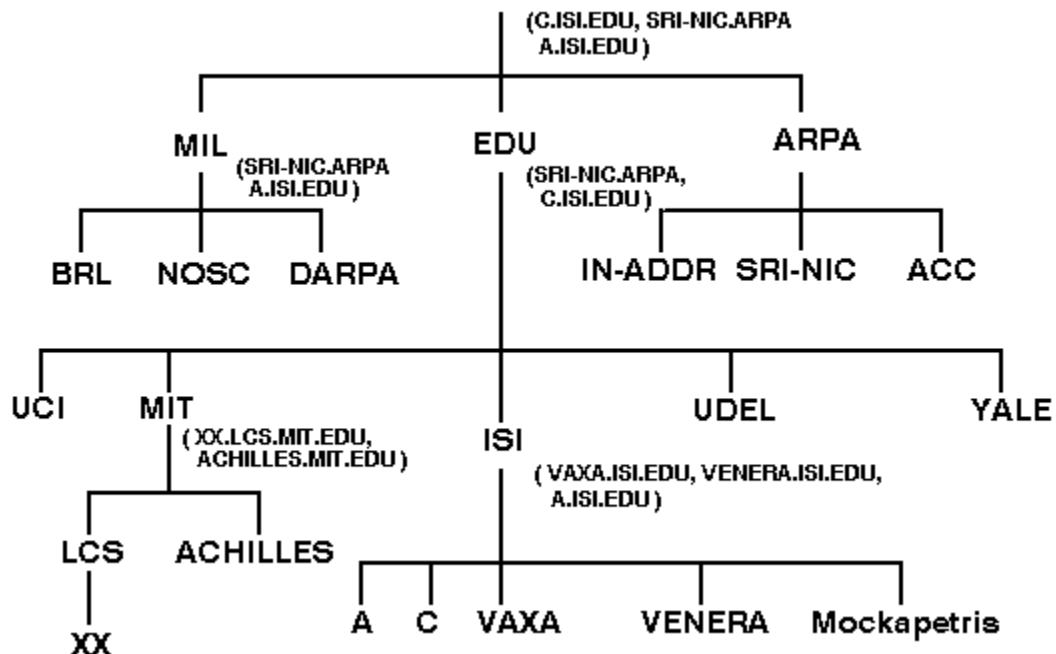 (C.ISI.EDU, SRI-NIC.ARPA
A.ISI.EDU)
MIL EDU ARPA
(SRI-NIC.ARPA
A.ISI.EDU)
(SRI-NIC.ARPA,
C.ISI.EDU)
BRL NOSC DARPA
IN-ADDR SRI-NIC ACC
UCI MIT ISI UDEL YALE
(XX.LCS.MIT.EDU,
ACHILLES.MIT.EDU)
(VAXA.ISI.EDU, VENERA.ISI.EDU,
A.ISI.EDU)
LCS ACHILLES
XX A C VAXA VENERA Mockapetris